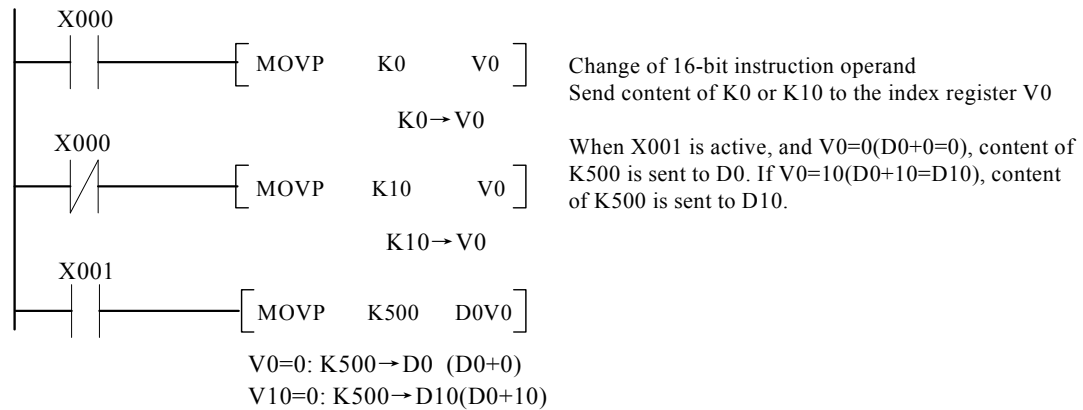 X000
MOVP K0 V0
K0→V0
X000
MOVP K10 V0
K10→V0
X001
MOVP K500 D0V0
V0=0: K500→D0 (D0+0)
V10=0: K500→D10(D0+10)
Change of 16-bit instruction operand
Send content of K0 or K10 to the index register V0
When X001 is active, and V0=0(D0+0=0), content of
K500 is sent to D0. If V0=10(D0+10=D10), content
of K500 is sent to D10.